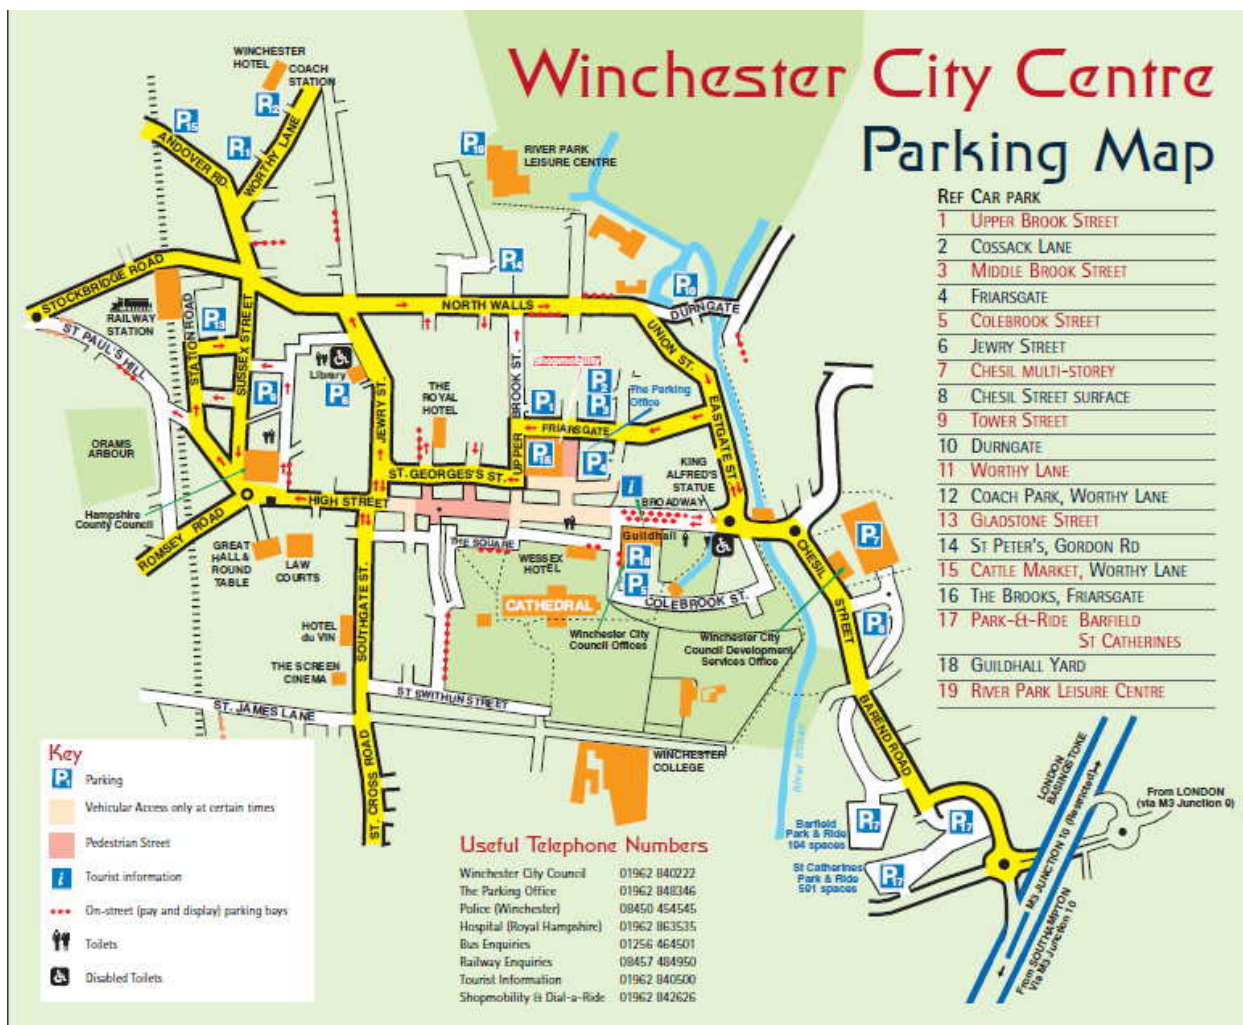 Winchester City Centre
Parking Map
REF CAR PARK
1 UPPER BROOK STREET
2 COSSACK LANE
3 MIDDLE BROOK STREET
4 FRIARSGATE
5 COLEBROOK STREET
6 JEWRY STREET
7 CHESIL MULTI-STOREY
8 CHESIL STREET SURFACE
9 TOWER STREET
10 DURNGATE
11 WORTHY LANE
12 COACH PARK, WORTHY LANE
13 GLADSTONE STREET
14 ST PETER'S, GORDON RD
15 CATTLE MARKET, WORTHY LANE
16 THE BROOKS, FRIARSGATE
17 PARK-&-RIDE BARFIELD
ST CATHERINES
18 GUILDHALL YARD
19 RIVER PARK LEISURE CENTRE
WINCHESTER
HOTEL
COACH
STATION
ANDOVER RD.
WORTHY LANE
RIVER PARK
LEISURE CENTRE
STOCKBRIDGE ROAD
RAILWAY
STATION
ST PAUL'S HILL
STATION ROAD
SUSSEX STREET
NORTH WALLS
DURNGATE
UNION ST.
Library
JEWRY ST.
THE
ROYAL
HOTEL
UPPER BROOK ST.
Shopmobility
The Parking
Office
FRIARSGATE
EASTGATE ST.
ORAMS
ARBOUR
ST. GEORGES'S ST.
KING
ALFRED'S
STATUE
BROADWAY
HIGH STREET
Hampshire
County Council
ROMSEY ROAD
GREAT
HALL &
ROUND
TABLE
LAW
COURTS
THE SQUARE
WESSEX
HOTEL
Guildhall
CATHEDRAL
COLEBROOK ST.
CHESIL STREET
SOUTHGATE ST.
HOTEL
du VIN
THE SCREEN
CINEMA
Winchester City
Council Offices
Winchester City
Council Development
Services Office
ST SWITHUN STREET
ST. JAMES LANE
ST. CROSS ROAD
WINCHESTER
COLLEGE
River Itchen
BAREND ROAD
Barfield
Park & Ride
194 spaces
St Catherines
Park & Ride
591 spaces
LONDON
BASINGSTOKE
M3 JUNCTION 10 (Restricted)
From LONDON
(via M3 Junction 9)
From SOUTHAMPTON
Via M3 Junction 10
Key
Parking
Vehicular Access only at certain times
Pedestrian Street
Tourist information
On-street (pay and display) parking bays
Toilets
Disabled Toilets
Useful Telephone Numbers
Winchester City Council 01962 840222
The Parking Office 01962 848346
Police (Winchester) 08450 454545
Hospital (Royal Hampshire) 01962 863535
Bus Enquiries 01256 464501
Railway Enquiries 08457 484950
Tourist Information 01962 840500
Shopmobility & Dial-a-Ride 01962 842626